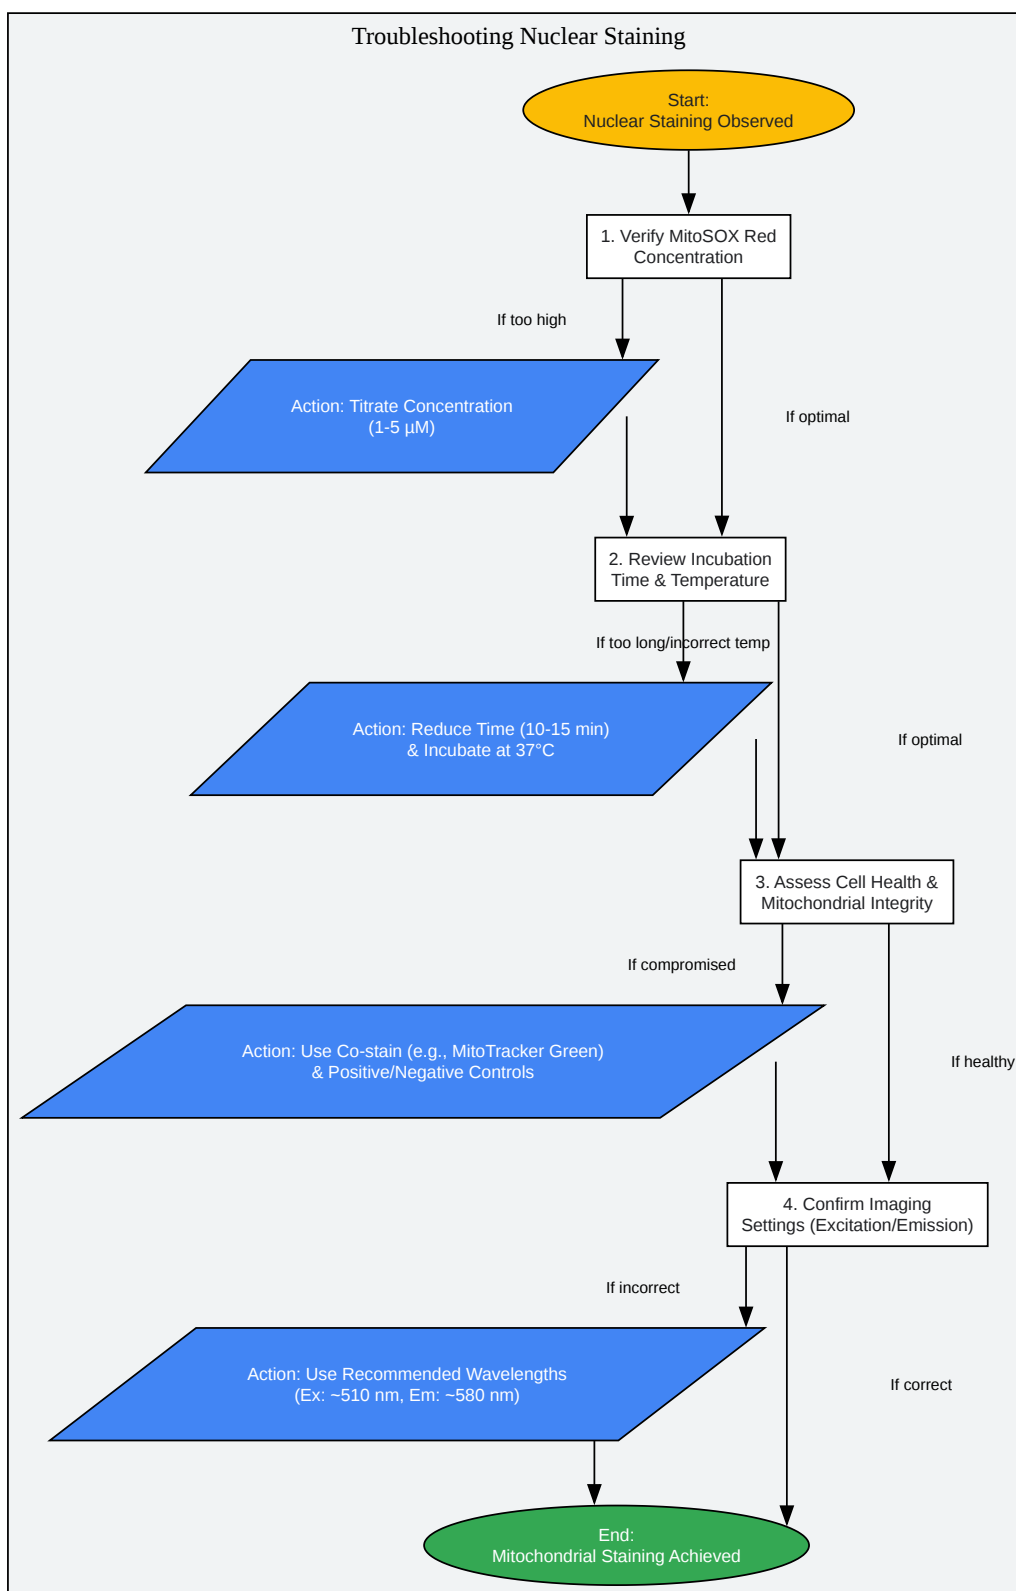 Troubleshooting Nuclear Staining
Start:
Nuclear Staining Observed
1. Verify MitoSOX Red
Concentration
If too high
Action: Titrate Concentration
(1-5 µM)
If optimal
2. Review Incubation
Time & Temperature
If too long/incorrect temp
Action: Reduce Time (10-15 min)
& Incubate at 37°C
If optimal
3. Assess Cell Health &
Mitochondrial Integrity
If compromised
Action: Use Co-stain (e.g., MitoTracker Green)
& Positive/Negative Controls
If healthy
4. Confirm Imaging
Settings (Excitation/Emission)
If incorrect
Action: Use Recommended Wavelengths
(Ex: ~510 nm, Em: ~580 nm)
If correct
End:
Mitochondrial Staining Achieved